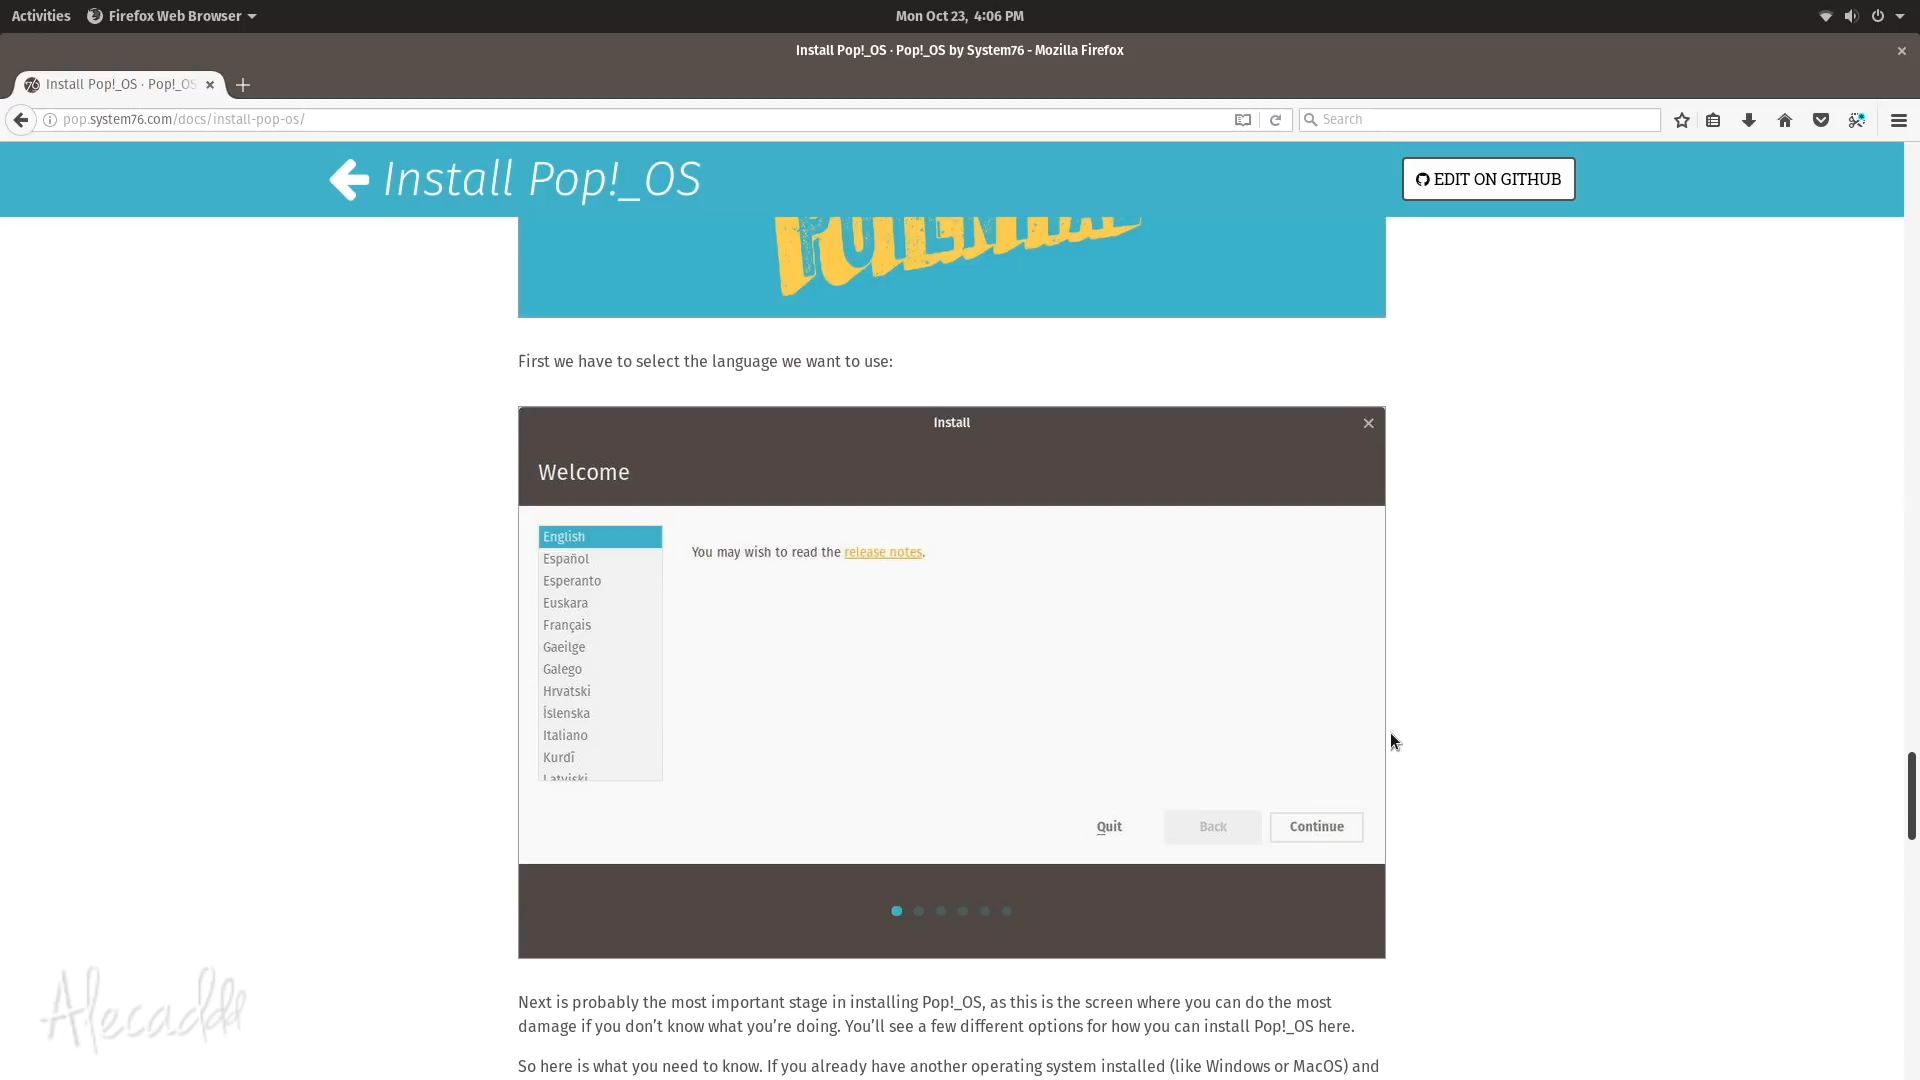 Activities
Firefox Web Browser
Mon Oct 23, 4:06 PM
Install Pop!_OS · Pop!_OS by System76 - Mozilla Firefox
Install Pop!_OS · Pop!_OS
pop.system76.com/docs/install-pop-os/
Search
Install Pop!_OS
EDIT ON GITHUB
POTENTIAL
First we have to select the language we want to use:
Install
Welcome
English
Español
Esperanto
Euskara
Français
Gaeilge
Galego
Hrvatski
Íslenska
Italiano
Kurdî
Latviski
You may wish to read the release notes.
Quit
Back
Continue
Next is probably the most important stage in installing Pop!_OS, as this is the screen where you can do the most
damage if you don’t know what you’re doing. You’ll see a few different options for how you can install Pop!_OS here.
So here is what you need to know. If you already have another operating system installed (like Windows or MacOS) and
Alecaddd